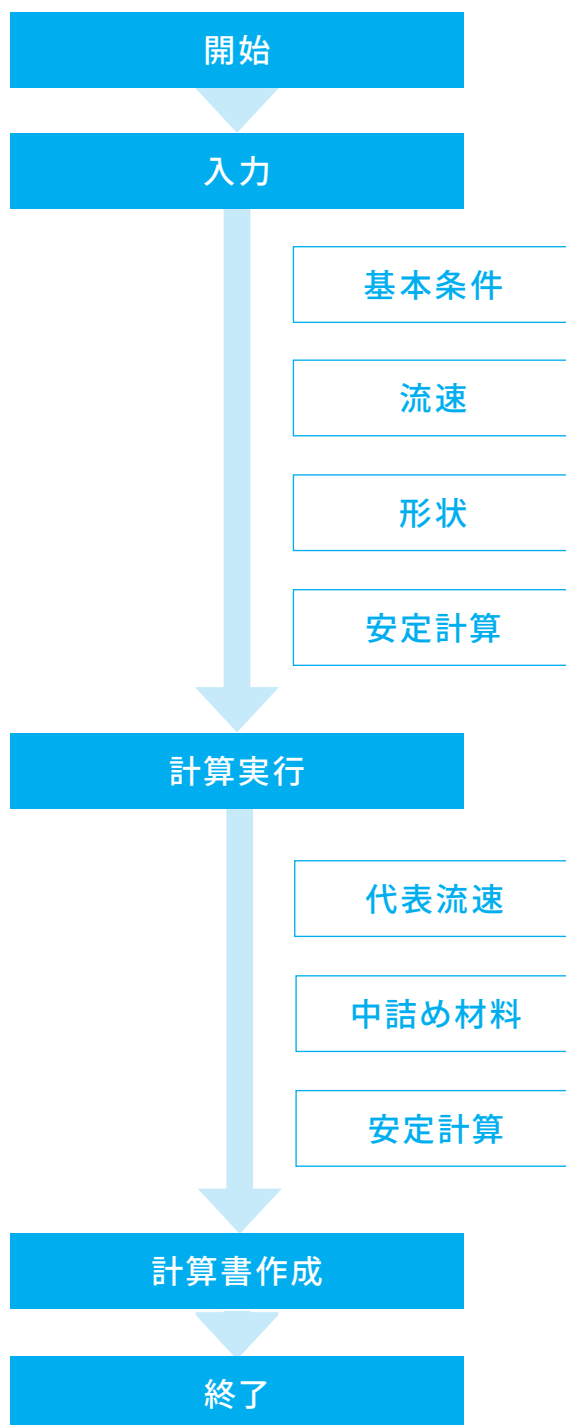 開始
入力
基本条件
流速
形状
安定計算
計算実行
代表流速
中詰め材料
安定計算
計算書作成
終了